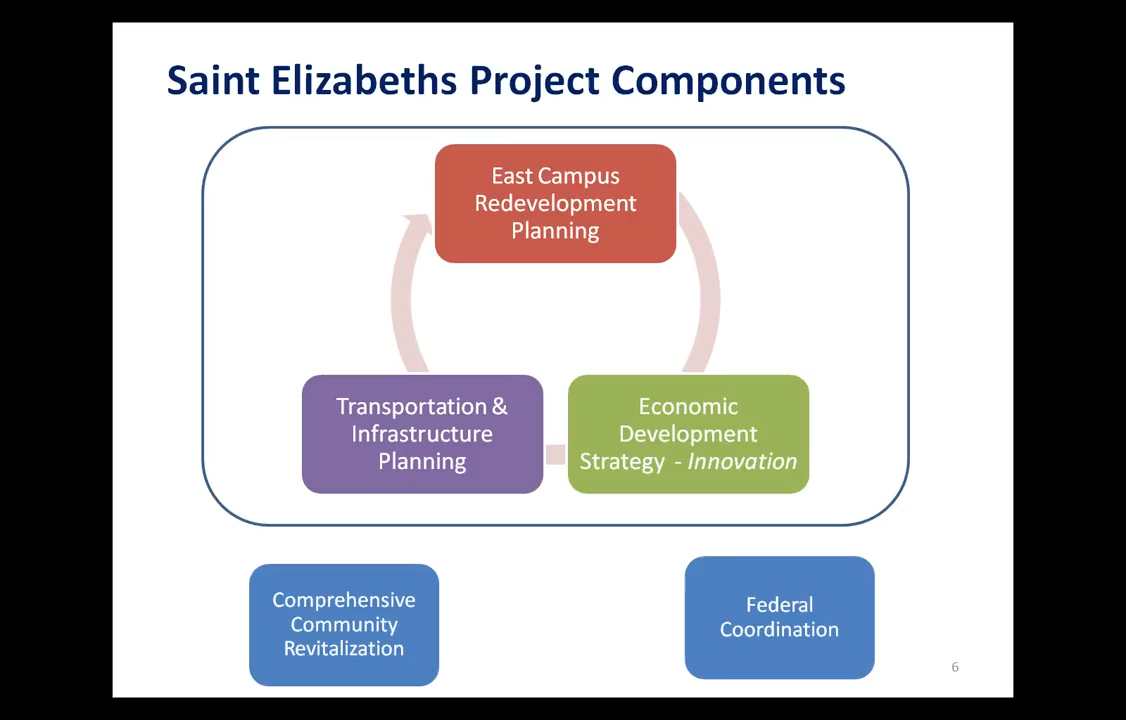 Saint Elizabeths Project Components
East Campus
Redevelopment
Planning
Transportation &
Infrastructure
Planning
Economic
Development
Strategy - Innovation
Comprehensive
Community
Revitalization
Federal
Coordination
6